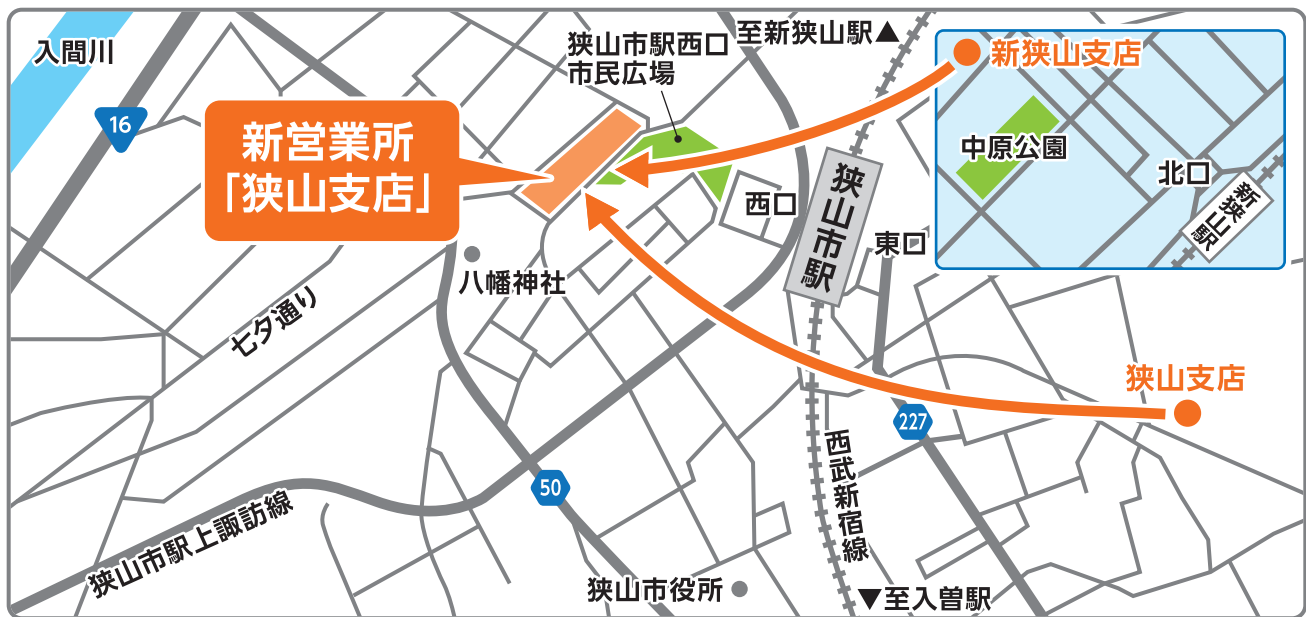 入間川
16
狭山市駅西口
市民広場
至新狭山駅▲
新狭山支店
中原公園
北口
新狭山駅
新営業所
「狭山支店」
西口
狭山市駅
東口
八幡神社
七夕通り
狭山支店
227
50
西武新宿線
狭山市駅上諏訪線
狭山市役所
▼至入曽駅